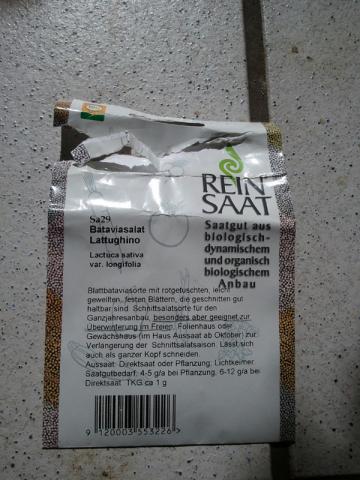 REIN
SAAT
Saatgut aus
biologisch-
dynamischem
und organisch
biologischem
Anbau
Sa29
Bataviasalat
Lattughino
Lactuca sativa
var. longifolia
Blattbataviasorte mit rotgetuschten, leicht
gewellten, festen Blättern, die geschnitten gut
haltbar sind. Schnittsalatsorte für den
Ganzjahresanbau, besonders aber geeignet zur
Überwinterung im Freien, Folienhaus oder
Gewächshaus (im Haus Aussaat ab Oktober) zur
Verlängerung der Schnittsalatsaison. Lässt sich
auch als ganzer Kopf schneiden.
Aussaat: Direktsaat oder Pflanzung. Lichtkeimer
Saatgutbedarf: 4-5 g/a bei Pflanzung, 6-12 g/a bei
Direktsaat TKG ca 1 g
9 120003 553226 >